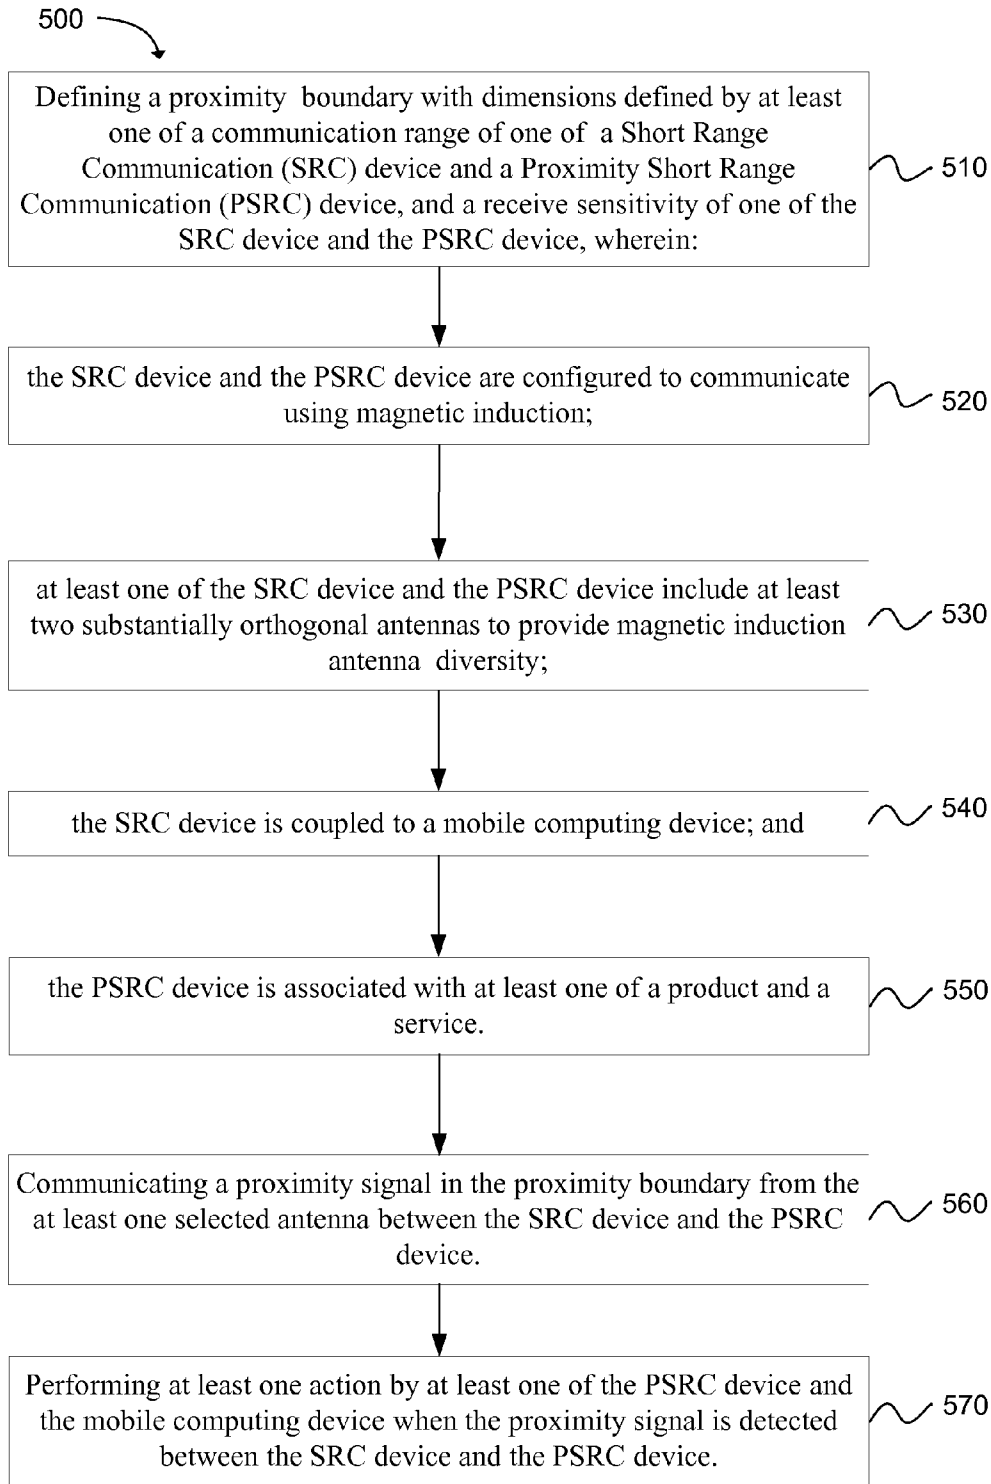 500
Defining a proximity boundary with dimensions defined by at least
one of a communication range of one of a Short Range
Communication (SRC) device and a Proximity Short Range
Communication (PSRC) device, and a receive sensitivity of one of the
SRC device and the PSRC device, wherein:
510
the SRC device and the PSRC device are configured to communicate
using magnetic induction;
520
at least one of the SRC device and the PSRC device include at least
two substantially orthogonal antennas to provide magnetic induction
antenna diversity;
530
the SRC device is coupled to a mobile computing device; and
540
the PSRC device is associated with at least one of a product and a
service.
550
Communicating a proximity signal in the proximity boundary from the
at least one selected antenna between the SRC device and the PSRC
device.
560
Performing at least one action by at least one of the PSRC device and
the mobile computing device when the proximity signal is detected
between the SRC device and the PSRC device.
570